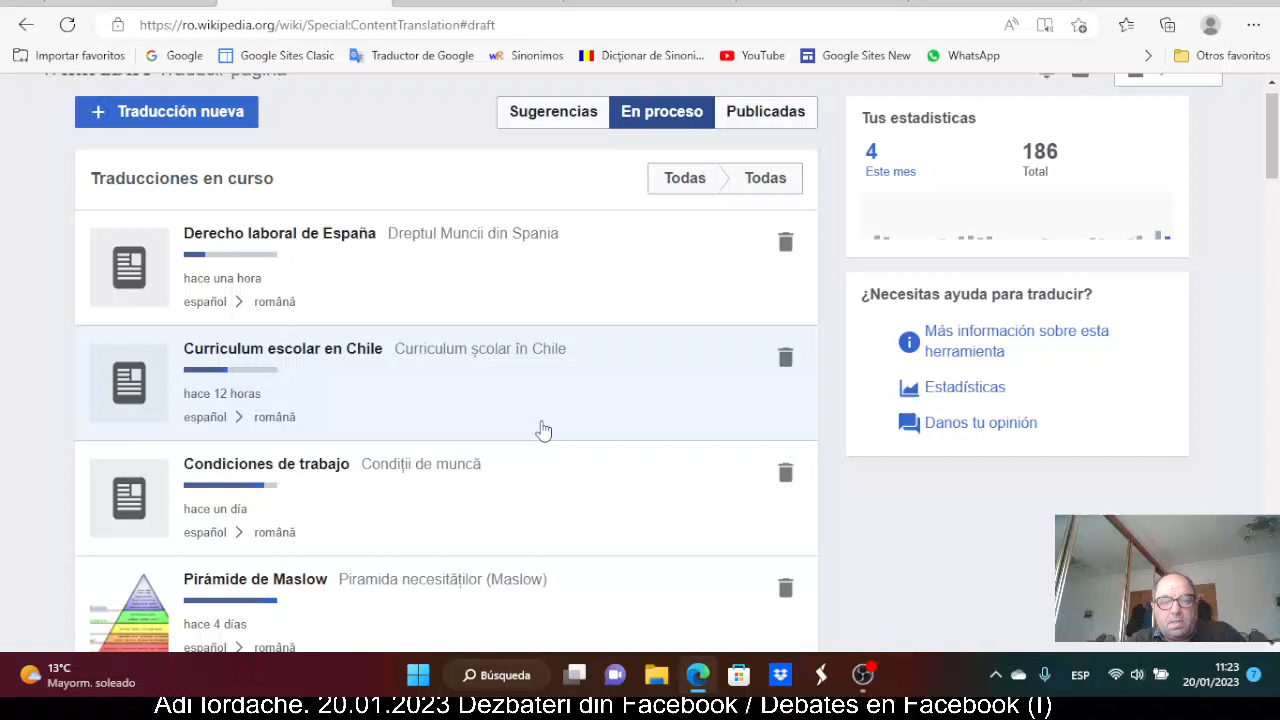 https://ro.wikipedia.org/wiki/Special:ContentTranslation#draft
Importar favoritos
Google
Google Sites Clasic
Traductor de Google
Sinonimos
Dicționar de Sinoni...
YouTube
Google Sites New
WhatsApp
Otros favoritos
+ Traducción nueva
Sugerencias
En proceso
Publicadas
Traducciones en curso
Todas
Todas
Derecho laboral de España Dreptul Muncii din Spania
hace una hora
español > română
Curriculum escolar en Chile Curriculum școlar în Chile
hace 12 horas
español > română
Condiciones de trabajo Condiții de muncă
hace un día
español > română
Pirámide de Maslow Piramida necesităților (Maslow)
hace 4 días
español > română
Tus estadísticas
4 186
Este mes Total
¿Necesitas ayuda para traducir?
Más información sobre esta
herramienta
Estadísticas
Danos tu opinión
13°C
Mayorm. soleado
Búsqueda
ESP
11:23
20/01/2023
7
Adi Iordache. 20.01.2023 Dezbateri din Facebook / Debates en Facebook (I)